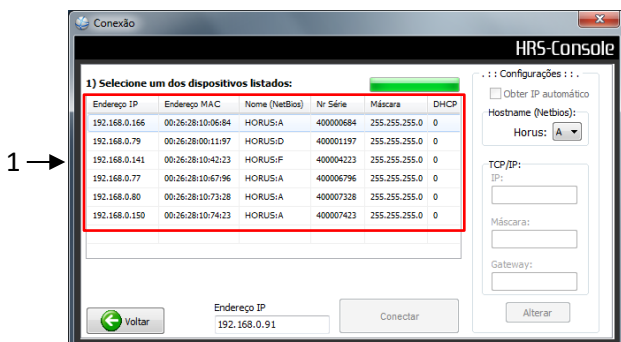 Conexão
HRS-Console
1) Selecione um dos dispositivos listados:
Endereço IP Endereço MAC Nome (NetBios) Nr Série Máscara DHCP
192.168.0.166 00:26:28:10:06:84 HORUS:A 400000684 255.255.255.0 0
192.168.0.79 00:26:28:00:11:97 HORUS:D 400001197 255.255.255.0 0
192.168.0.141 00:26:28:10:42:23 HORUS:F 400004223 255.255.255.0 0
192.168.0.77 00:26:28:10:67:96 HORUS:A 400006796 255.255.255.0 0
192.168.0.80 00:26:28:10:73:28 HORUS:A 400007328 255.255.255.0 0
192.168.0.150 00:26:28:10:74:23 HORUS:A 400007423 255.255.255.0 0
1
Voltar
Endereço IP
192.168.0.91
Conectar
. : : Configurações : : .
Obter IP automático
Hostname (Netbios):
Horus: A
TCP/IP:
IP:
Máscara:
Gateway:
Alterar